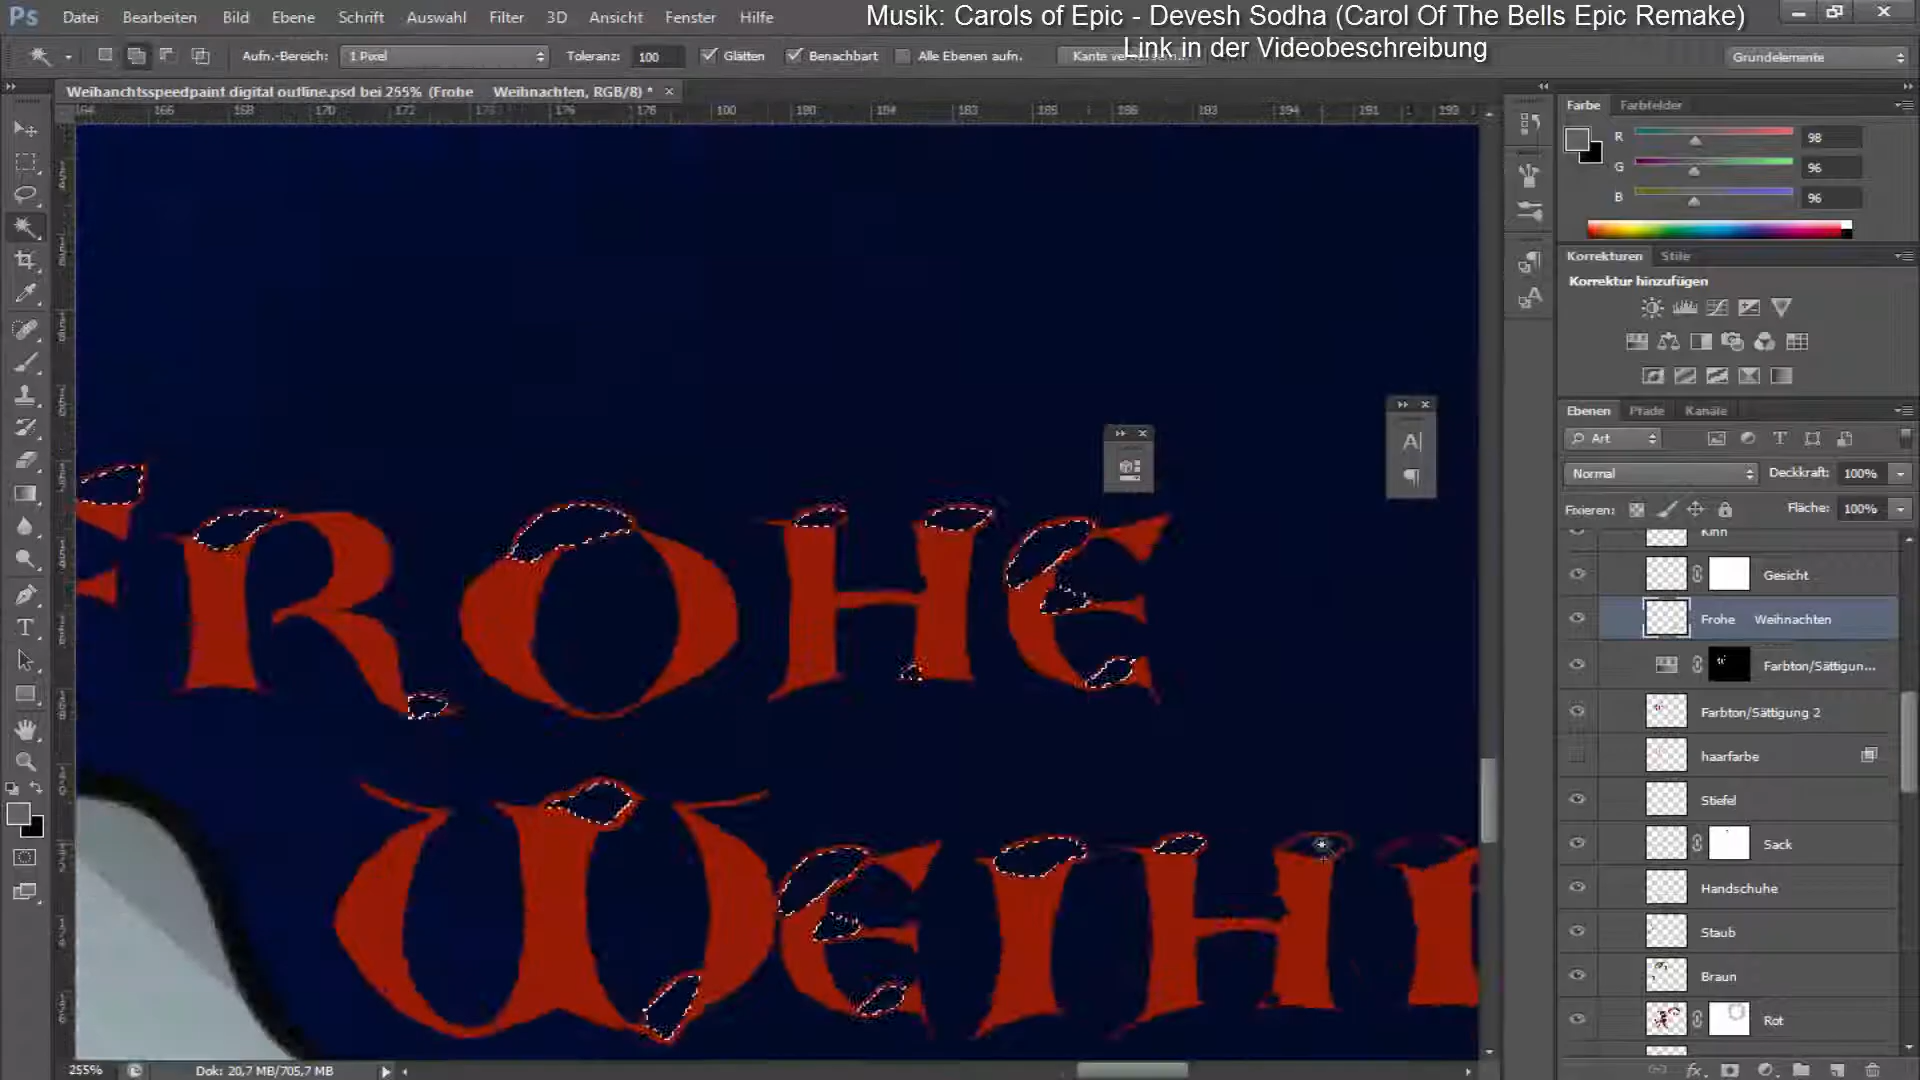 Ps Datei Bearbeiten Bild Ebene Schrift Auswahl Filter 3D Ansicht Fenster Hilfe
Musik: Carols of Epic - Devesh Sodha (Carol Of The Bells Epic Remake)
Link in der Videobeschreibung
Aufn.-Bereich: 1 Pixel Toleranz: 100 Glätten Benachbart Alle Ebenen aufn. Grundelemente
Weihanchtsspeedpaint digital outline.psd bei 255% (Frohe Weihnachten, RGB/8) *
Farbe Farbfelder
R 98
G 96
B 96
Korrekturen Stile
Korrektur hinzufügen
Ebenen Pfade Kanäle
Art
Normal Deckkraft: 100%
Fixieren: Fläche: 100%
Kinn
Gesicht
Frohe Weihnachten
Farbton/Sättigun...
Farbton/Sättigung 2
haarfarbe
Stiefel
Sack
Handschuhe
Staub
Braun
Rot
FROHE
WEIHN
255% Dok: 20,7 MB/705,7 MB